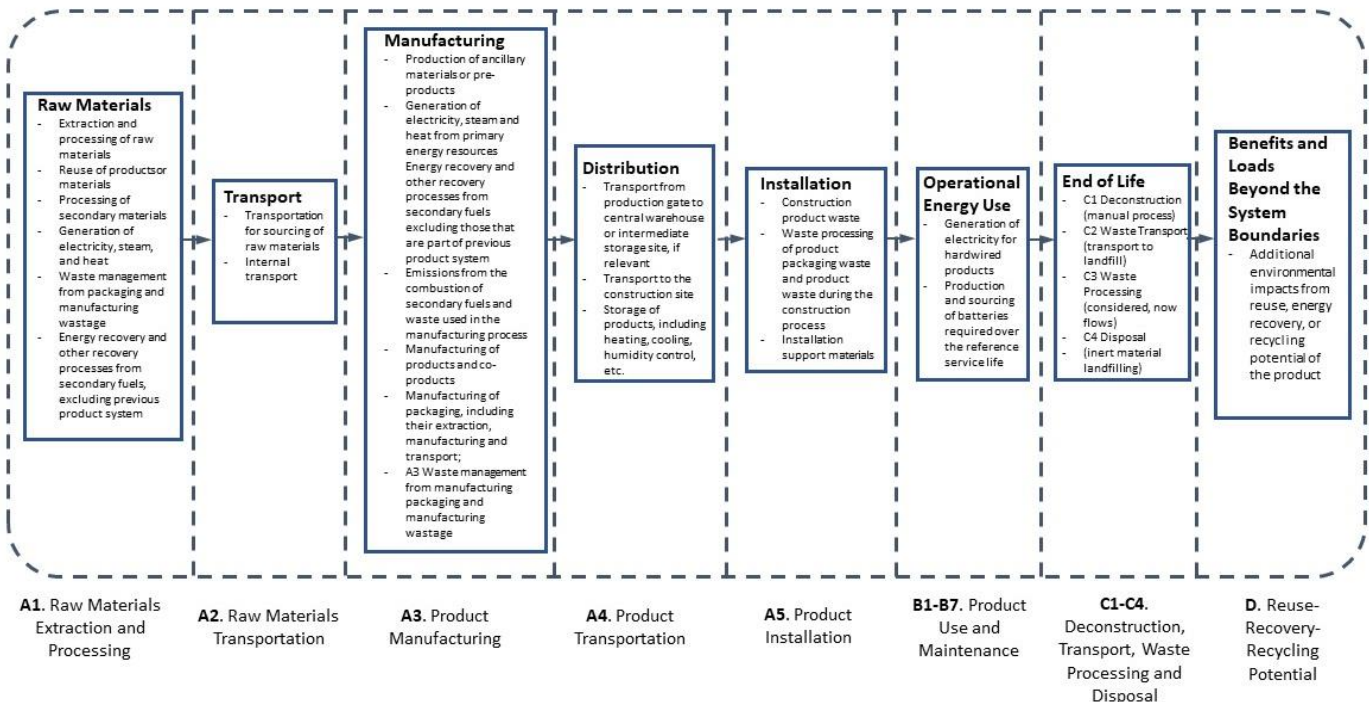 Raw Materials
- Extraction and
processing of raw
materials
- Reuse of productsor
materials
- Processing of
secondary materials
- Generation of
electricity, steam,
and heat
- Waste management
from packaging and
manufacturing
wastage
- Energy recovery and
other recovery
processes from
secondary fuels,
excluding previous
product system
Transport
- Transportation
for sourcing of
raw materials
- Internal
transport
Manufacturing
- Production of ancillary
materials or pre-
products
- Generation of
electricity, steam and
heat from primary
energy resources
Energy recovery and
other recovery
processes from
secondary fuels
excluding those that
are part of previous
product system
- Emissions from the
combustion of
secondary fuels and
waste used in the
manufacturing process
- Manufacturing of
products and co-
products
- Manufacturing of
packaging, including
their extraction,
manufacturing and
transport;
- A3 Waste management
from manufacturing
packaging and
manufacturing
wastage
Distribution
- Transport from
production gate to
central warehouse
or intermediate
storage site, if
relevant
- Transport to the
construction site
- Storage of
products, including
heating, cooling,
humidity control,
etc.
Installation
- Construction
product waste
- Waste processing
of product
packaging waste
and product
waste during the
construction
process
- Installation
support materials
Operational
Energy Use
- Generation of
electricity for
hardwired
products
- Production
and sourcing
of batteries
required over
the reference
service life
End of Life
- C1 Deconstruction
(manual process)
- C2 Waste Transport
(transport to
landfill)
- C3 Waste
Processing
(considered, now
flows)
- C4 Disposal
- (inert material
landfilling)
Benefits and
Loads
Beyond the
System
Boundaries
- Additional
environmental
impacts from
reuse, energy
recovery, or
recycling
potential of
the product
A1. Raw Materials
Extraction and
Processing
A2. Raw Materials
Transportation
A3. Product
Manufacturing
A4. Product
Transportation
A5. Product
Installation
B1-B7. Product
Use and
Maintenance
C1-C4.
Deconstruction,
Transport, Waste
Processing and
Disposal
D. Reuse-
Recovery-
Recycling
Potential